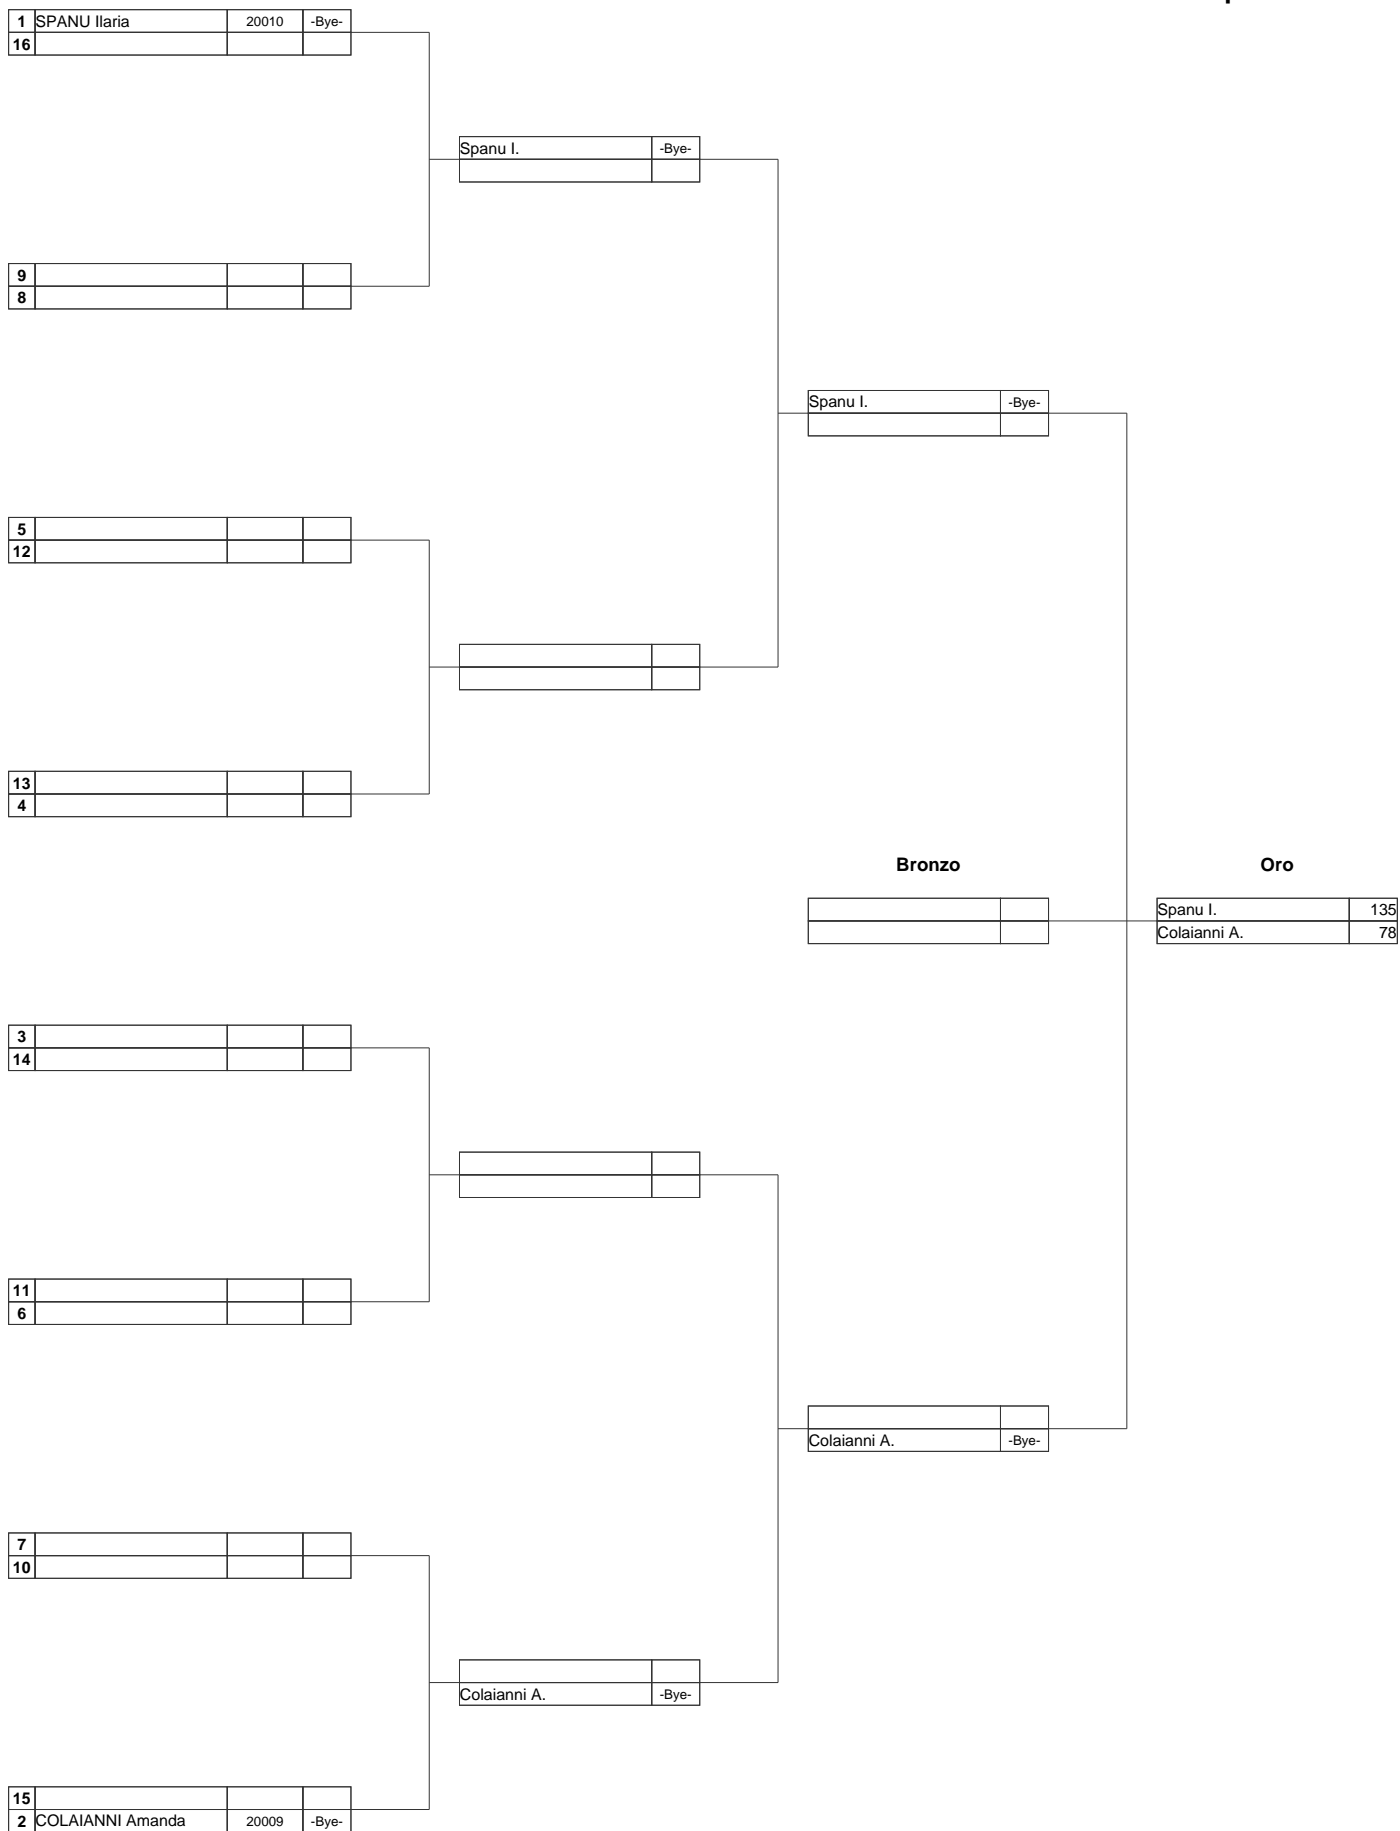 1 SPANU Ilaria 20010 -Bye-
16
Spanu I. -Bye-
9
8
Spanu I. -Bye-
5
12
13
4
Bronzo Oro
Spanu I. 135
Colaianni A. 78
3
14
11
6
Colaianni A. -Bye-
7
10
Colaianni A. -Bye-
15
2 COLAIANNI Amanda 20009 -Bye-